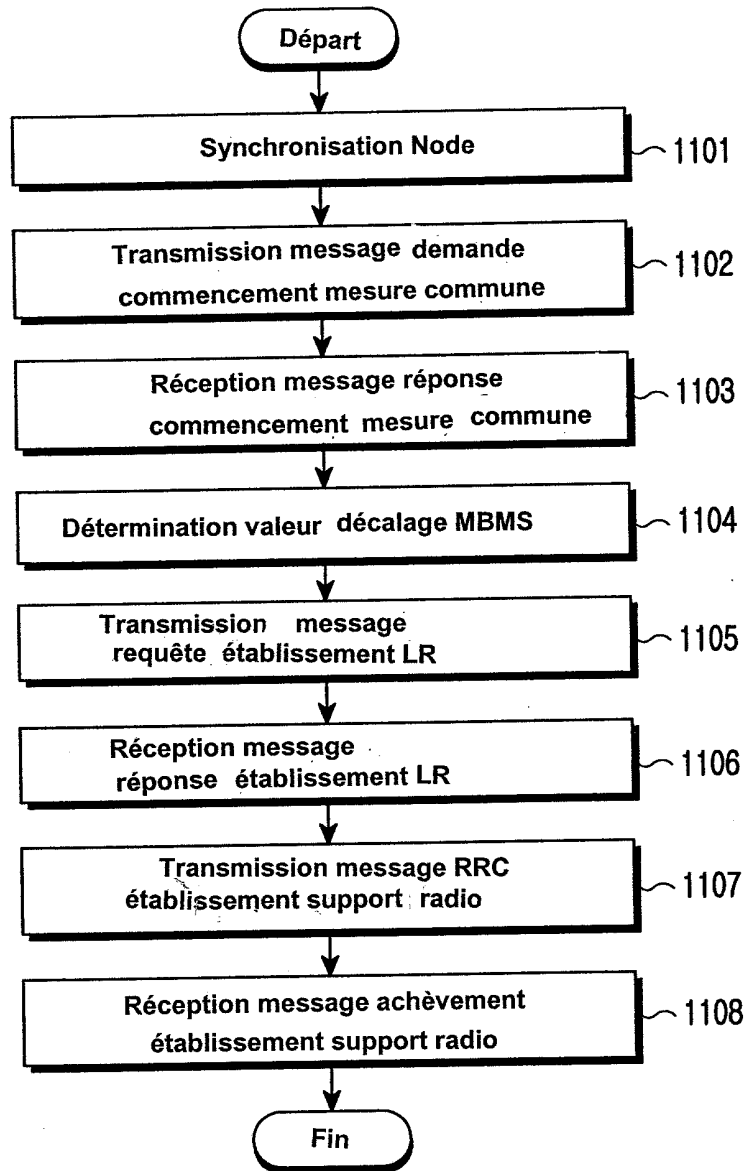 Départ
Synchronisation Node
1101
Transmission message demande
commencement mesure commune
1102
Réception message réponse
commencement mesure commune
1103
Détermination valeur décalage MBMS
1104
Transmission message
requête établissement LR
1105
Réception message
réponse établissement LR
1106
Transmission message RRC
établissement support radio
1107
Réception message achèvement
établissement support radio
1108
Fin